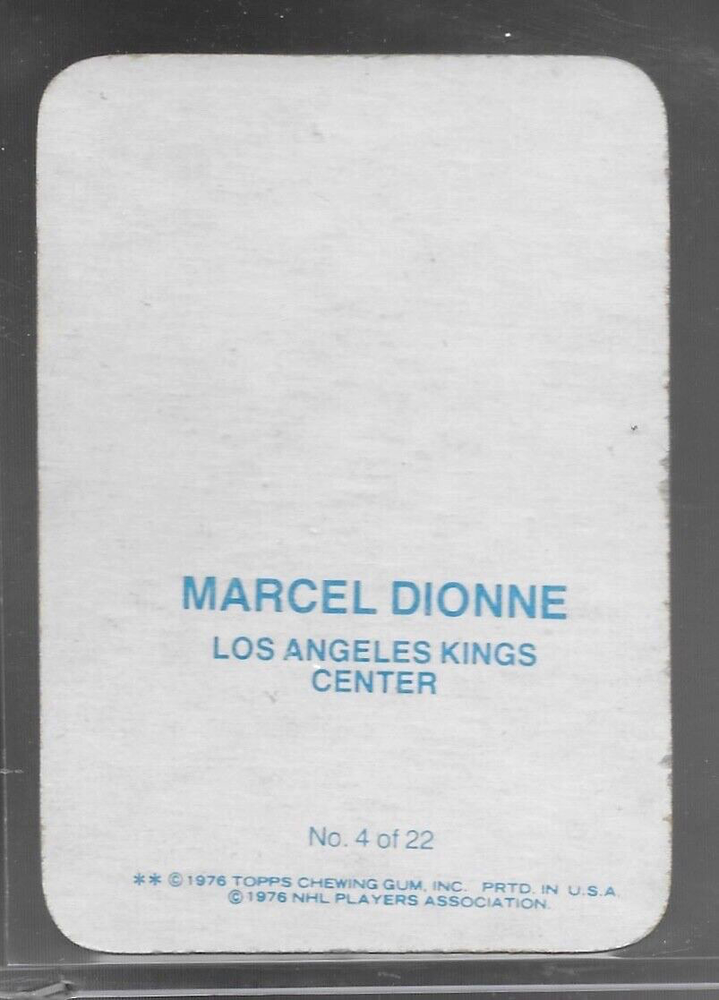 MARCEL DIONNE
LOS ANGELES KINGS
CENTER
No. 4 of 22
** © 1976 TOPPS CHEWING GUM, INC. PRTD. IN U.S.A.
© 1976 NHL PLAYERS ASSOCIATION.